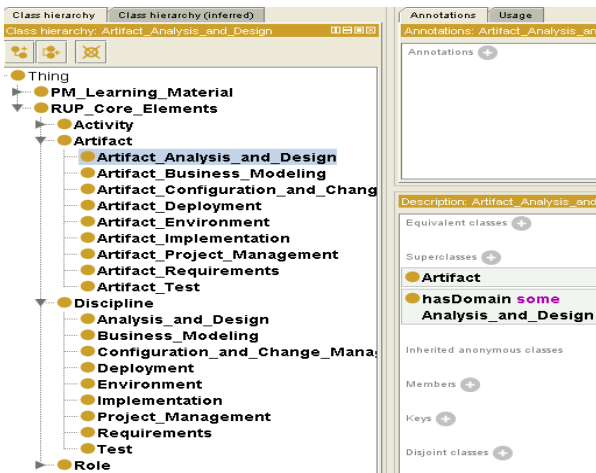 Class hierarchy
Class hierarchy (inferred)
Class hierarchy: Artifact_Analysis_and_Design
Thing
PM_Learning_Material
RUP_Core_Elements
Activity
Artifact
Artifact_Analysis_and_Design
Artifact_Business_Modeling
Artifact_Configuration_and_Chang
Artifact_Deployment
Artifact_Environment
Artifact_Implementation
Artifact_Project_Management
Artifact_Requirements
Artifact_Test
Discipline
Analysis_and_Design
Business_Modeling
Configuration_and_Change_Mana
Deployment
Environment
Implementation
Project_Management
Requirements
Test
Role
Annotations
Usage
Annotations: Artifact_Analysis_an
Annotations
Description: Artifact_Analysis_and
Equivalent classes
Superclasses
Artifact
hasDomain some
Analysis_and_Design
Inherited anonymous classes
Members
Keys
Disjoint classes